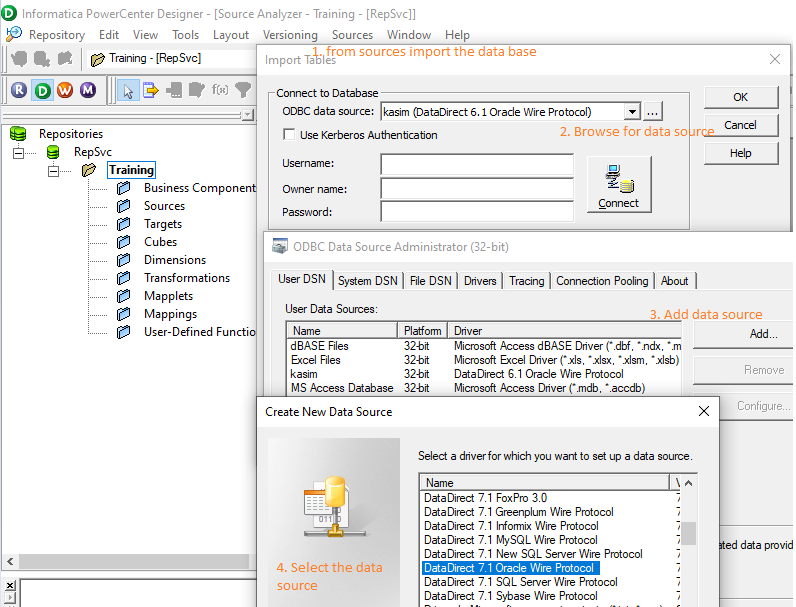 Informatica PowerCenter Designer - [Source Analyzer - Training - [RepSvc]]
Repository Edit View Tools Layout Versioning Sources Window Help
1. from sources import the data base
Training - [RepSvc]
Import Tables
R D W M f(x)
Connect to Database
ODBC data source: kasim (DataDirect 6.1 Oracle Wire Protocol) ...
OK
2. Browse for data source
Use Kerberos Authentication
Cancel
Username:
Help
Owner name:
Password:
Connect
Repositories
RepSvc
Training
Business Component
Sources
Targets
Cubes
Dimensions
Transformations
Mapplets
Mappings
User-Defined Functio
ODBC Data Source Administrator (32-bit)
User DSN System DSN File DSN Drivers Tracing Connection Pooling About
User Data Sources:
3. Add data source
Name Platform Driver
Add...
dBASE Files 32-bit Microsoft Access dBASE Driver (*.dbf, *.ndx, *.m
Excel Files 32-bit Microsoft Excel Driver (*.xls, *.xlsx, *.xlsm, *.xlsb)
kasim 32-bit DataDirect 6.1 Oracle Wire Protocol
MS Access Database 32-bit Microsoft Access Driver (*.mdb, *.accdb)
Remove
Configure...
Create New Data Source
Select a driver for which you want to set up a data source.
Name V
DataDirect 7.1 FoxPro 3.0 7
DataDirect 7.1 Greenplum Wire Protocol 7
DataDirect 7.1 Informix Wire Protocol 7
DataDirect 7.1 MySQL Wire Protocol 7
DataDirect 7.1 New SQL Server Wire Protocol 7
DataDirect 7.1 Oracle Wire Protocol 7
DataDirect 7.1 SQL Server Wire Protocol 7
DataDirect 7.1 Sybase Wire Protocol 7
01110
4. Select the data
source
ated data provid